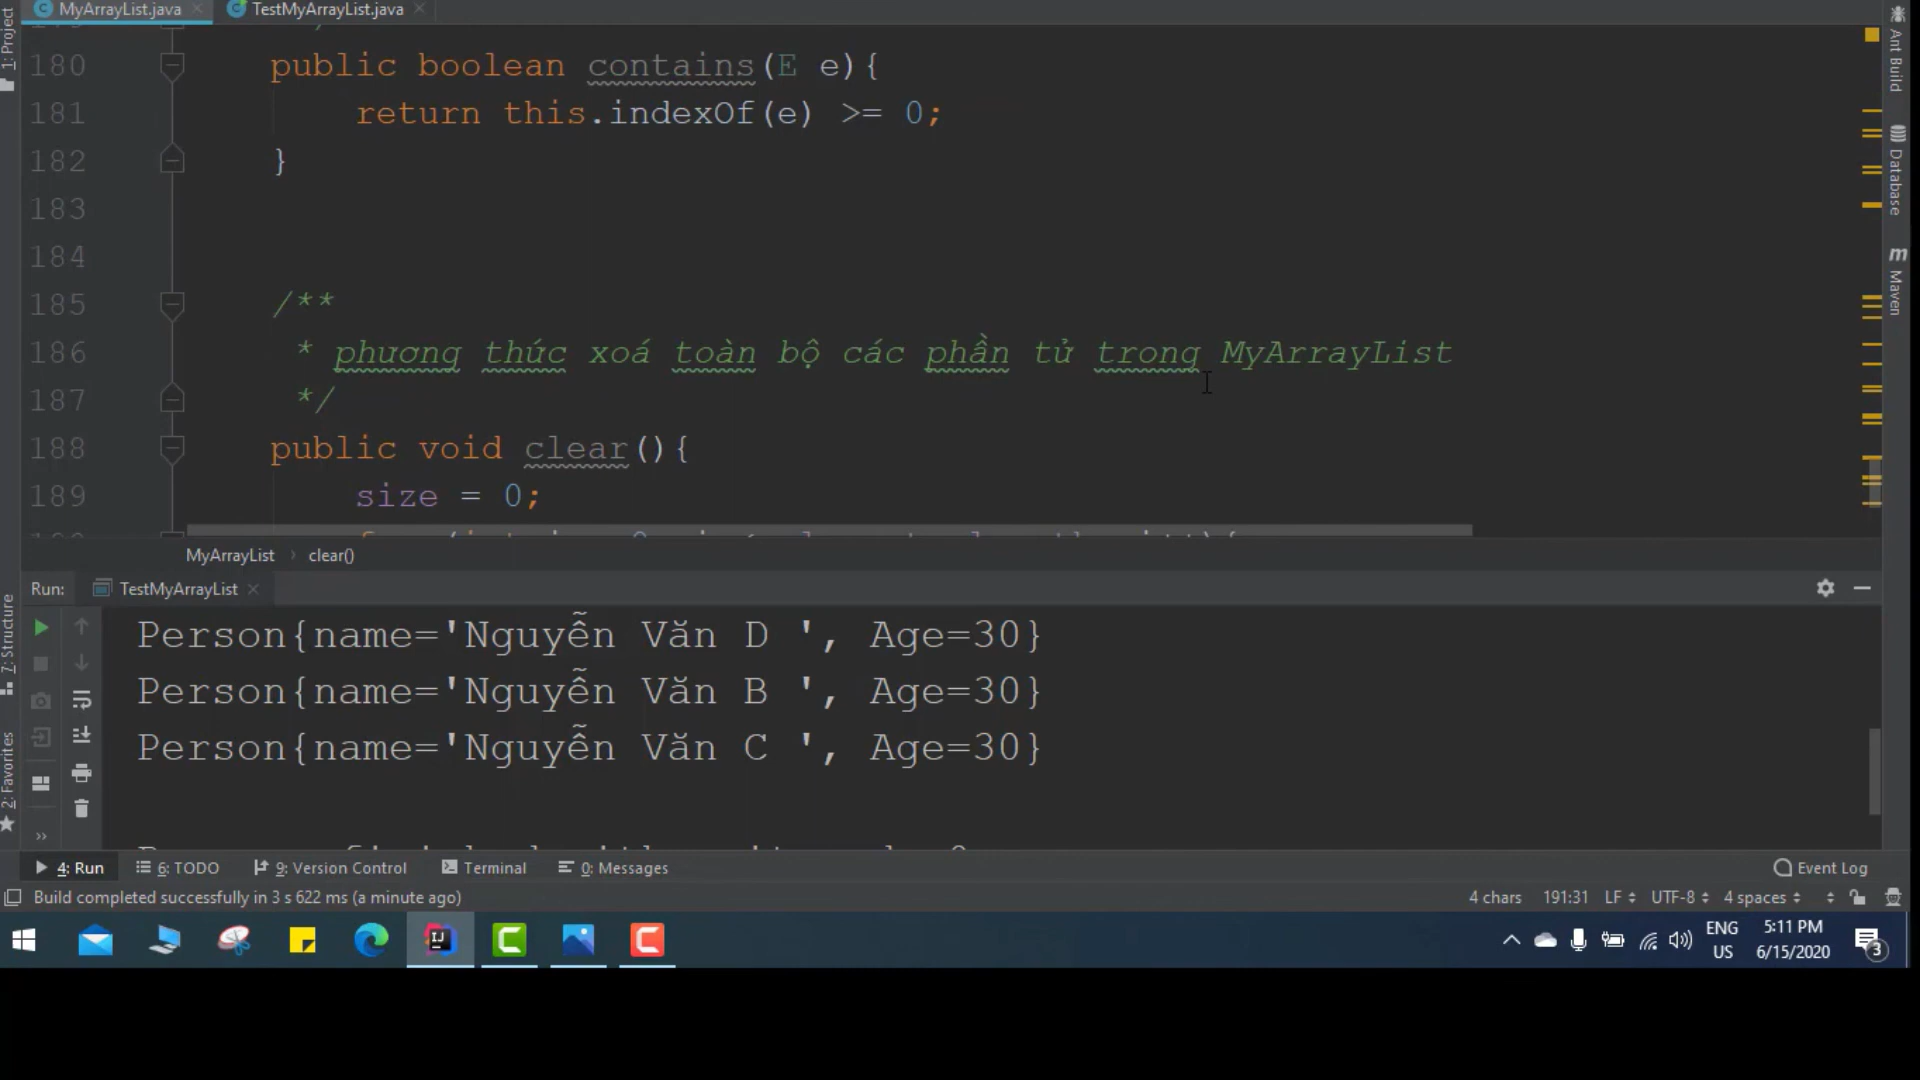 MyArrayList.java
TestMyArrayList.java
1: Project
180 public boolean contains(E e){
181 return this.indexOf(e) >= 0;
182 }
183
184
185 /**
186 * phương thức xoá toàn bộ các phần tử trong MyArrayList
187 */
188 public void clear(){
189 size = 0;
Ant Build
Database
m
Maven
MyArrayList › clear()
Run: TestMyArrayList
7: Structure
2: Favorites
Person{name='Nguyễn Văn D ', Age=30}
Person{name='Nguyễn Văn B ', Age=30}
Person{name='Nguyễn Văn C ', Age=30}
4: Run 6: TODO 9: Version Control Terminal 0: Messages Event Log
Build completed successfully in 3 s 622 ms (a minute ago) 4 chars 191:31 LF UTF-8 4 spaces
ENG
US
5:11 PM
6/15/2020
3